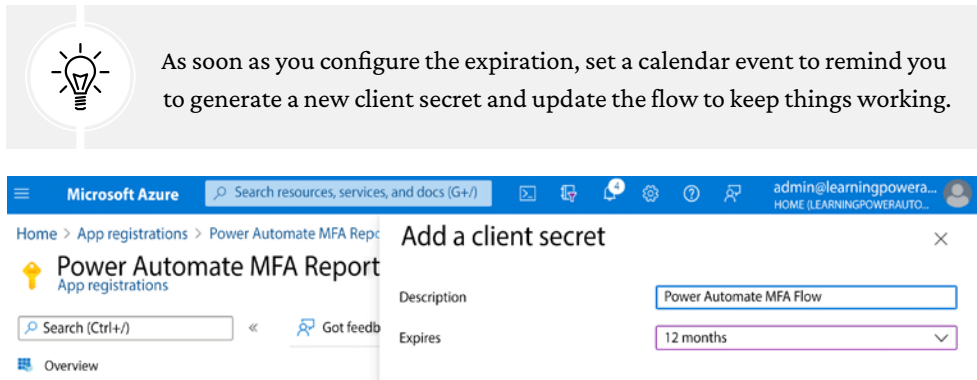 As soon as you configure the expiration, set a calendar event to remind you
to generate a new client secret and update the flow to keep things working.
Microsoft Azure
Search resources, services, and docs (G+/)
4
admin@learningpowera...
HOME (LEARNINGPOWERAUTO...
Home > App registrations > Power Automate MFA Repo
Add a client secret
Power Automate MFA Report
App registrations
Description
Power Automate MFA Flow
Search (Ctrl+/)
«
Got feedb
Expires
12 months
Overview